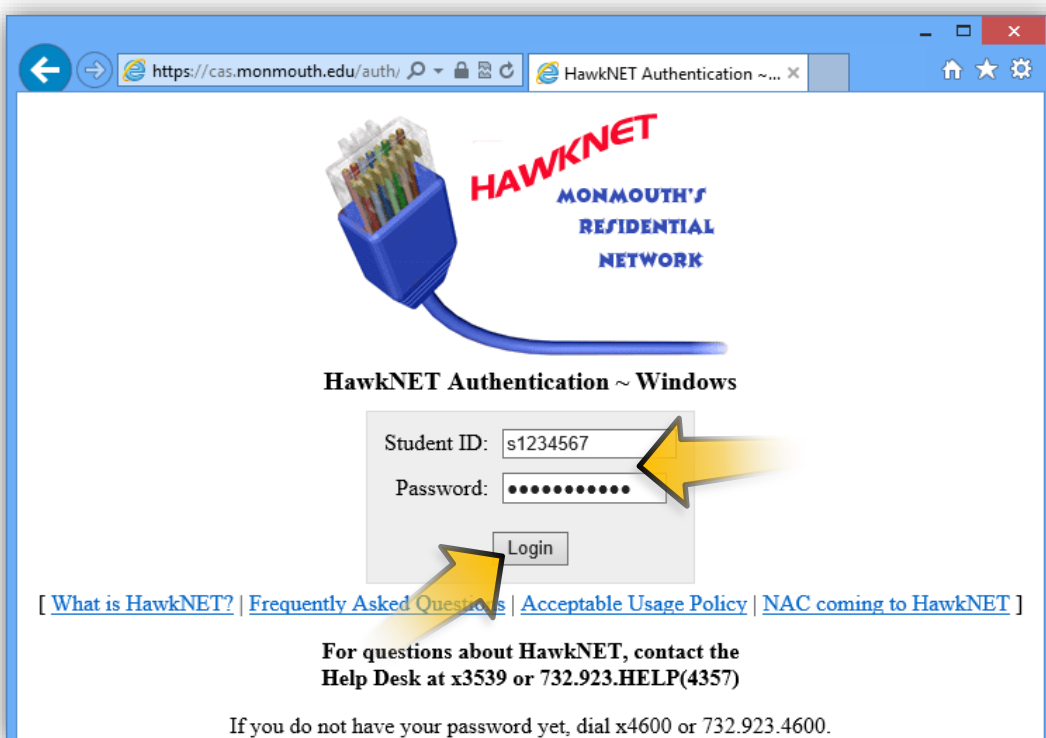 https://cas.monmouth.edu/auth/
HawkNET Authentication ~...
HAWKNET
MONMOUTH'S
RESIDENTIAL
NETWORK
HawkNET Authentication ~ Windows
Student ID: s1234567
Password: ●●●●●●●●●●●
Login
[ What is HawkNET? | Frequently Asked Questions | Acceptable Usage Policy | NAC coming to HawkNET ]
For questions about HawkNET, contact the
Help Desk at x3539 or 732.923.HELP(4357)
If you do not have your password yet, dial x4600 or 732.923.4600.